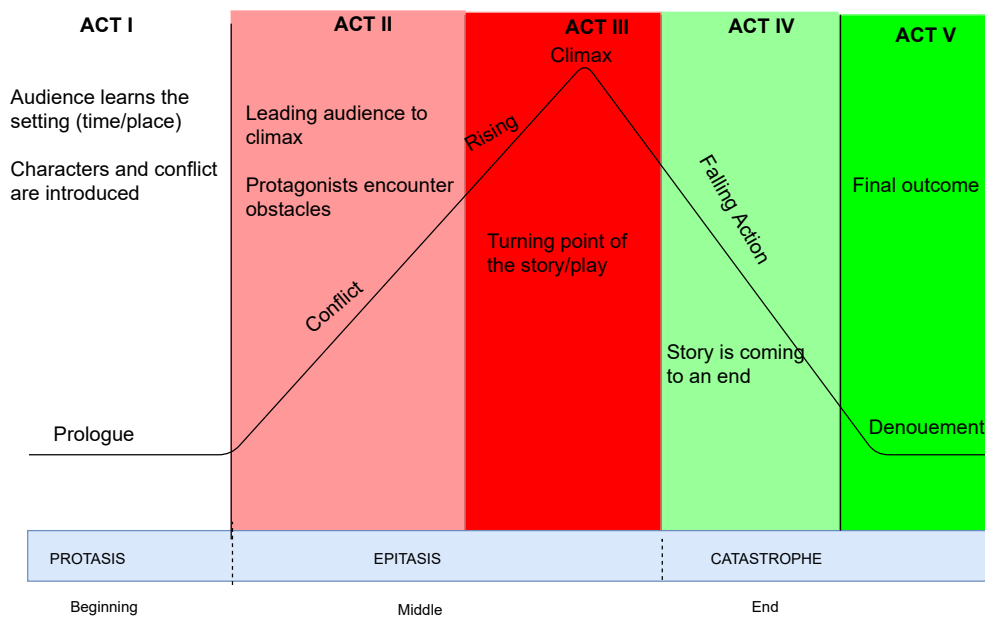 ACT I
ACT II
ACT III
ACT IV
ACT V
Climax
Audience learns the
setting (time/place)
Characters and conflict
are introduced
Leading audience to
climax
Protagonists encounter
obstacles
Rising
Turning point of
the story/play
Falling Action
Final outcome
Conflict
Story is coming
to an end
Prologue
Denouement
PROTASIS
EPITASIS
CATASTROPHE
Beginning
Middle
End